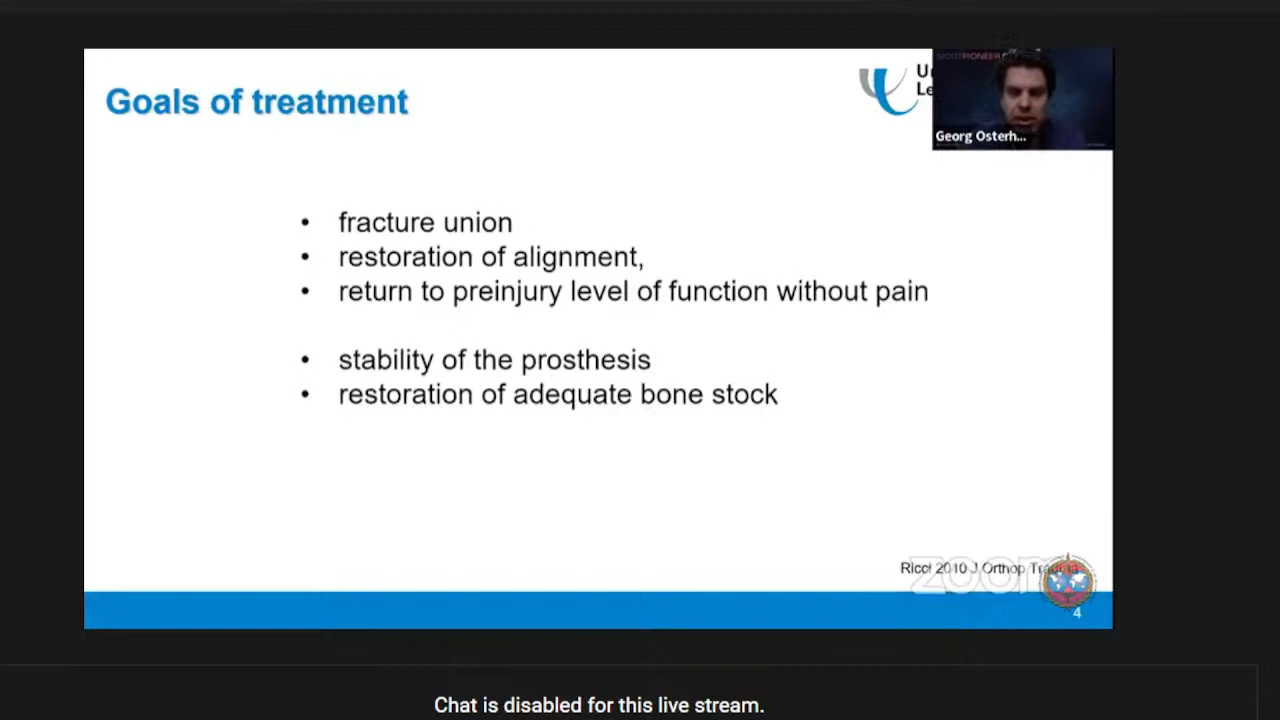 Goals of treatment
Georg Osterh...
• fracture union
• restoration of alignment,
• return to preinjury level of function without pain
• stability of the prosthesis
• restoration of adequate bone stock
Ricci 2010 J Orthop Trauma
zoom
4
Chat is disabled for this live stream.